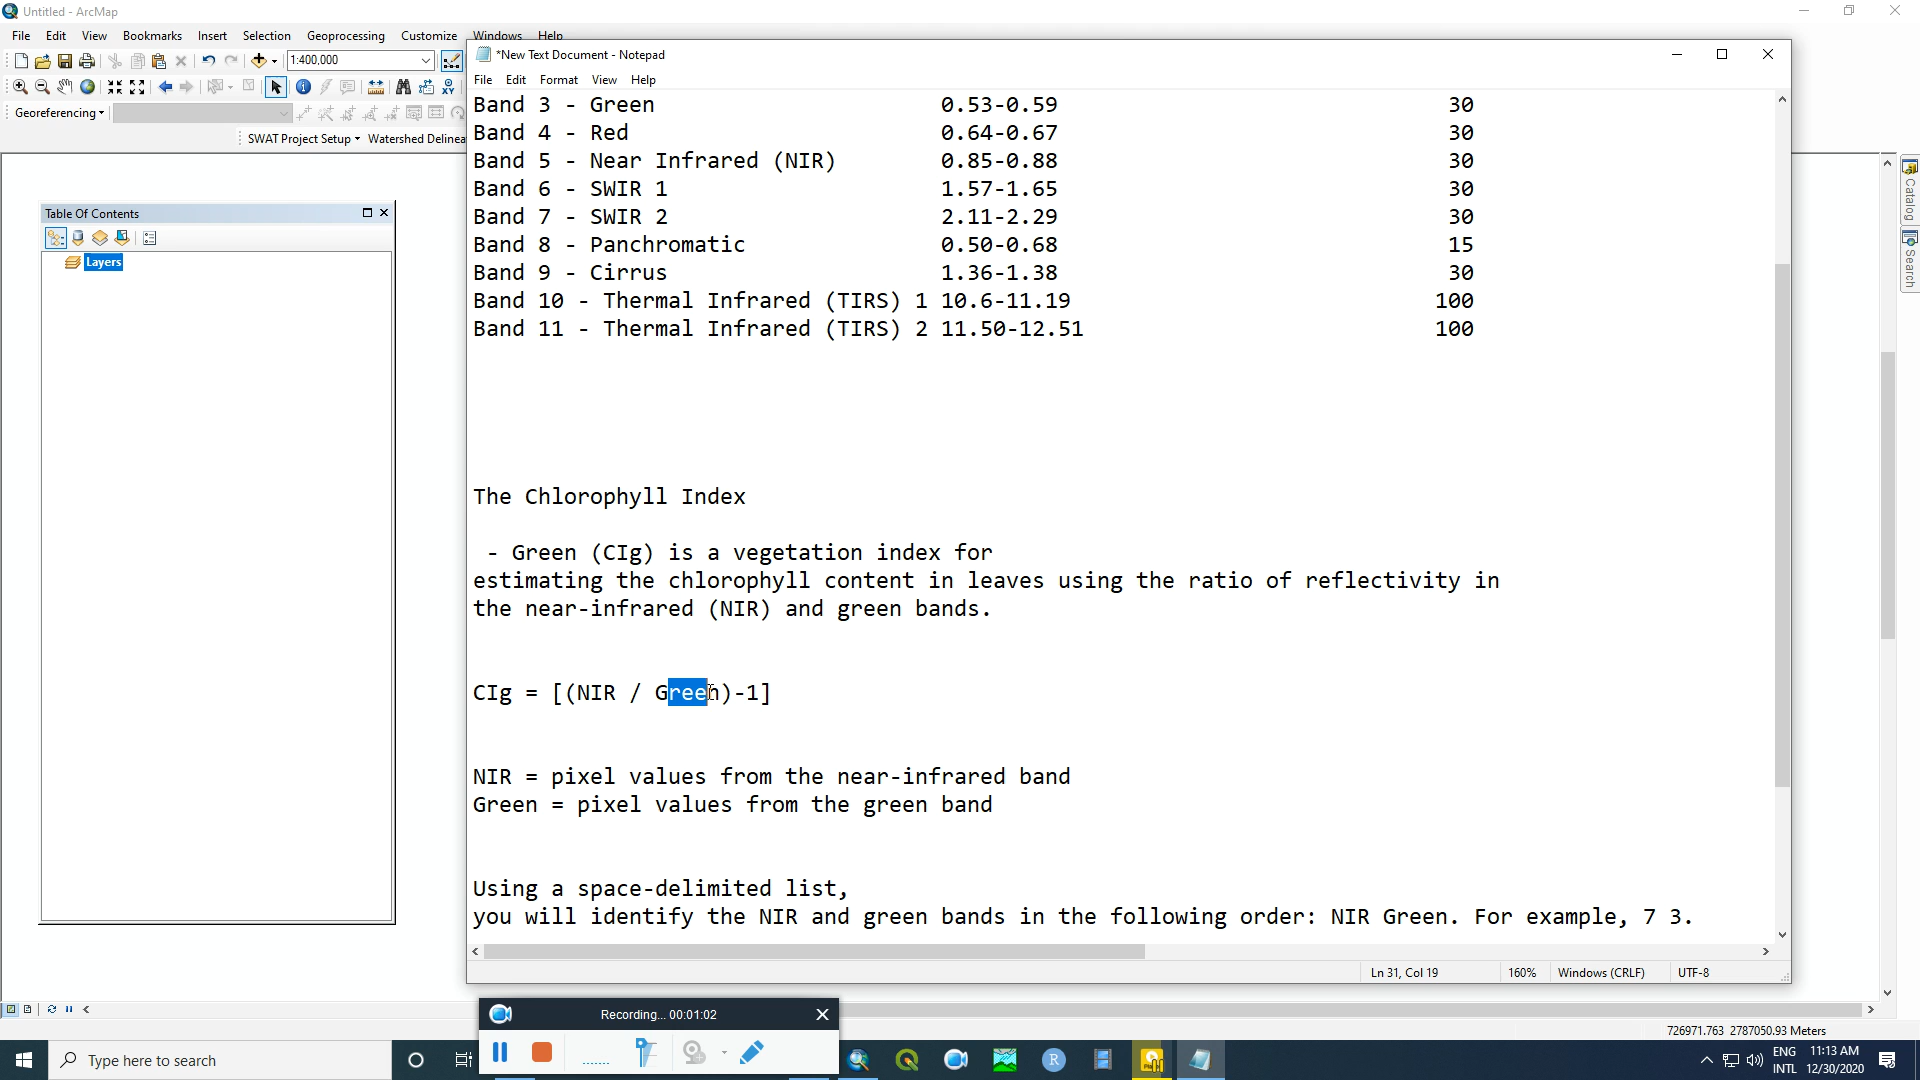 Untitled - ArcMap
File Edit View Bookmarks Insert Selection Geoprocessing Customize Windows Help
1:400,000
Georeferencing
SWAT Project Setup Watershed Delinea
Table Of Contents
Layers
*New Text Document - Notepad
File Edit Format View Help
Band 3 - Green 0.53-0.59 30
Band 4 - Red 0.64-0.67 30
Band 5 - Near Infrared (NIR) 0.85-0.88 30
Band 6 - SWIR 1 1.57-1.65 30
Band 7 - SWIR 2 2.11-2.29 30
Band 8 - Panchromatic 0.50-0.68 15
Band 9 - Cirrus 1.36-1.38 30
Band 10 - Thermal Infrared (TIRS) 1 10.6-11.19 100
Band 11 - Thermal Infrared (TIRS) 2 11.50-12.51 100
The Chlorophyll Index
- Green (CIg) is a vegetation index for
estimating the chlorophyll content in leaves using the ratio of reflectivity in
the near-infrared (NIR) and green bands.
CIg = [(NIR / Green)-1]
NIR = pixel values from the near-infrared band
Green = pixel values from the green band
Using a space-delimited list,
you will identify the NIR and green bands in the following order: NIR Green. For example, 7 3.
Ln 31, Col 19 160% Windows (CRLF) UTF-8
Catalog
Search
Recording... 00:01:02
726971.763 2787050.93 Meters
Type here to search
ENG
INTL
11:13 AM
12/30/2020